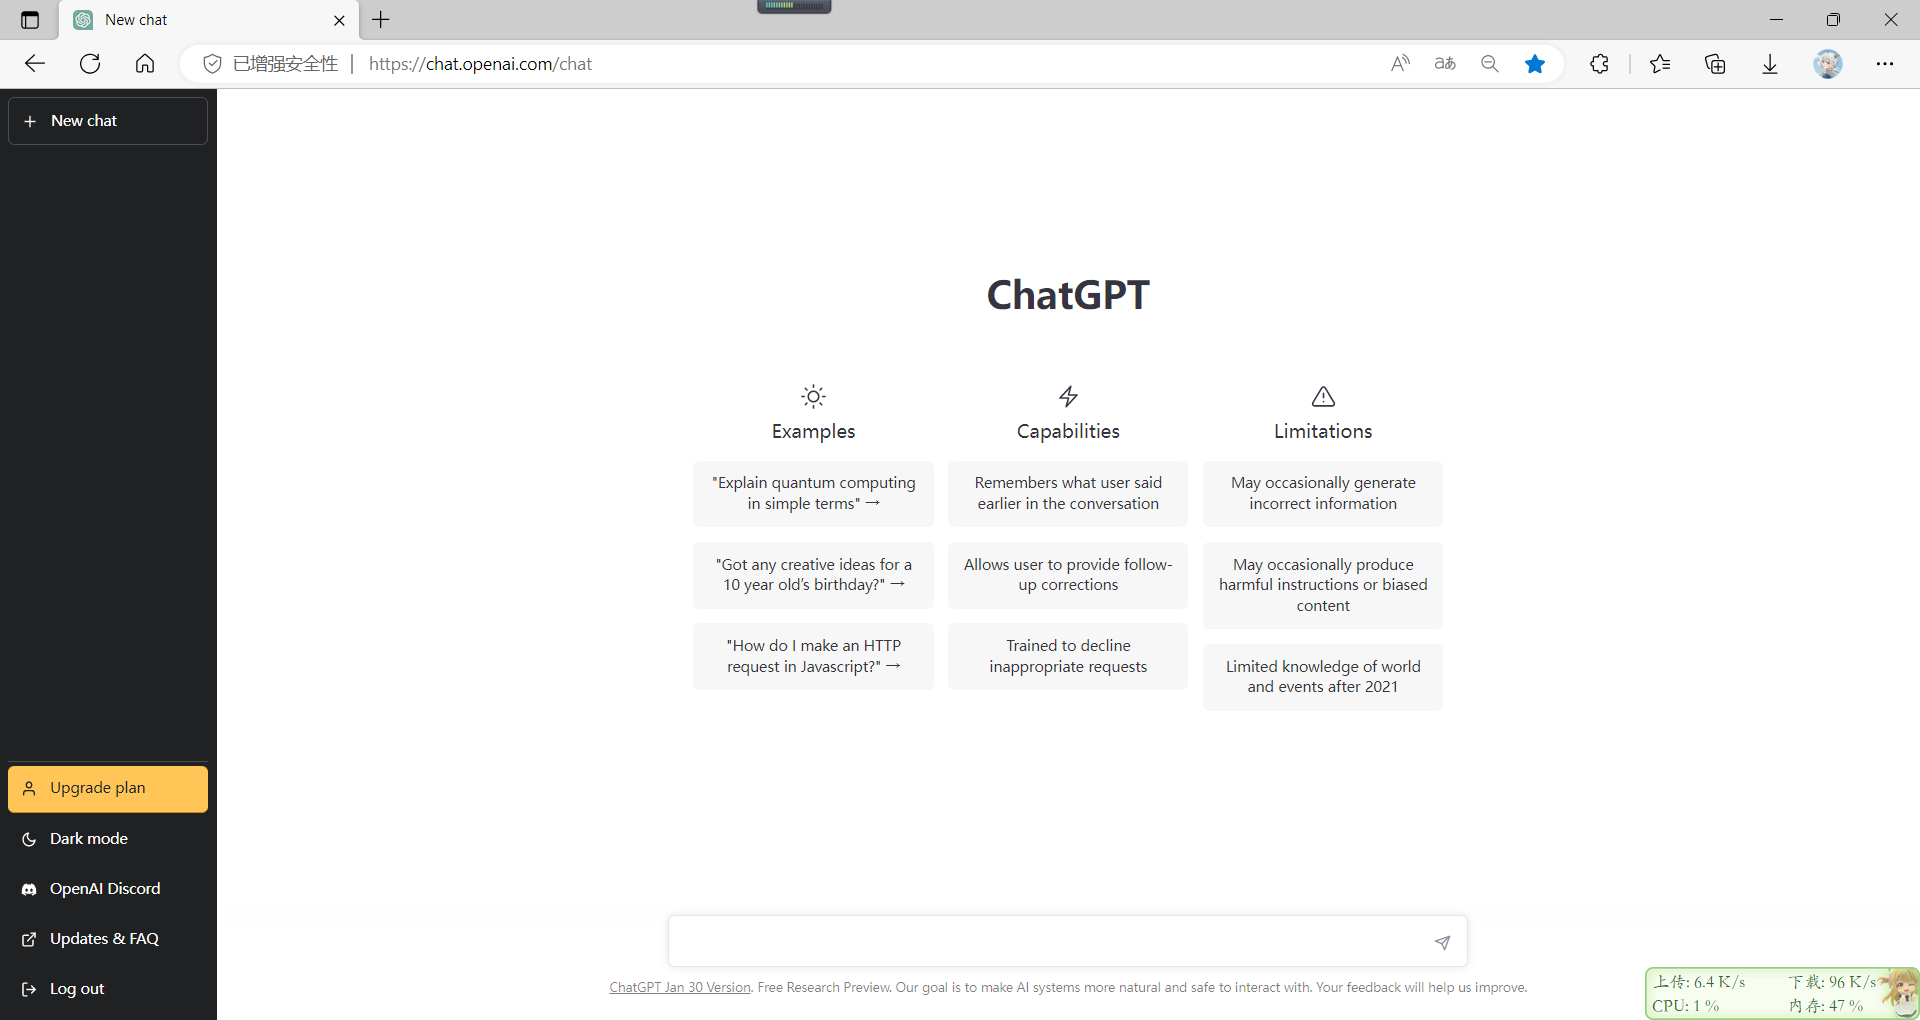 New chat
已增强安全性
https://chat.openai.com/chat
aあ
New chat
ChatGPT
Examples
"Explain quantum computing
in simple terms" →
"Got any creative ideas for a
10 year old’s birthday?" →
"How do I make an HTTP
request in Javascript?" →
Capabilities
Remembers what user said
earlier in the conversation
Allows user to provide follow-
up corrections
Trained to decline
inappropriate requests
Limitations
May occasionally generate
incorrect information
May occasionally produce
harmful instructions or biased
content
Limited knowledge of world
and events after 2021
Upgrade plan
Dark mode
OpenAI Discord
Updates & FAQ
Log out
ChatGPT Jan 30 Version. Free Research Preview. Our goal is to make AI systems more natural and safe to interact with. Your feedback will help us improve.
上传: 6.4 K/s 下载: 96 K/s
CPU: 1 % 内存: 47 %